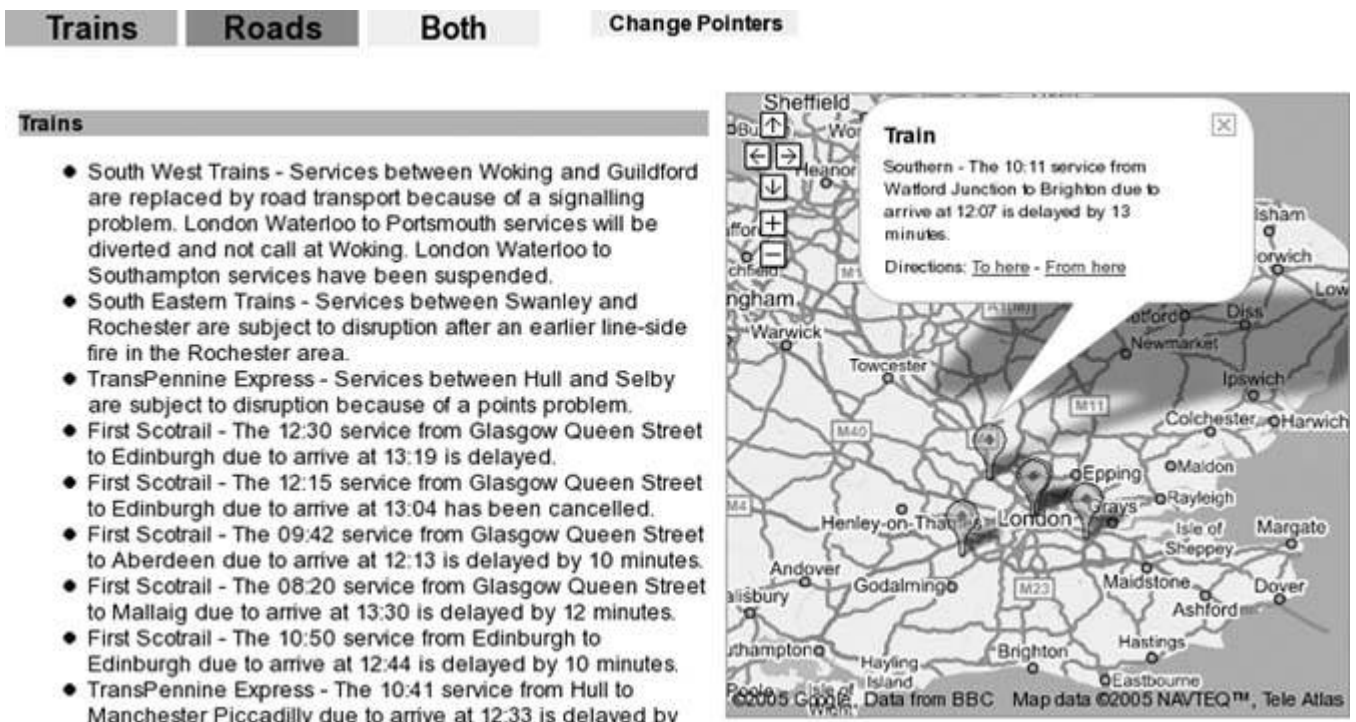 Trains Roads Both Change Pointers
Trains
South West Trains - Services between Woking and Guildford
are replaced by road transport because of a signalling
problem. London Waterloo to Portsmouth services will be
diverted and not call at Woking. London Waterloo to
Southampton services have been suspended.
South Eastern Trains - Services between Swanley and
Rochester are subject to disruption after an earlier line-side
fire in the Rochester area.
TransPennine Express - Services between Hull and Selby
are subject to disruption because of a points problem.
First Scotrail - The 12:30 service from Glasgow Queen Street
to Edinburgh due to arrive at 13:19 is delayed.
First Scotrail - The 12:15 service from Glasgow Queen Street
to Edinburgh due to arrive at 13:04 has been cancelled.
First Scotrail - The 09:42 service from Glasgow Queen Street
to Aberdeen due to arrive at 12:13 is delayed by 10 minutes.
First Scotrail - The 08:20 service from Glasgow Queen Street
to Mallaig due to arrive at 13:30 is delayed by 12 minutes.
First Scotrail - The 10:50 service from Edinburgh to
Edinburgh due to arrive at 12:44 is delayed by 10 minutes.
TransPennine Express - The 10:41 service from Hull to
Manchester Piccadilly due to arrive at 12:33 is delayed by
Train
Southern - The 10:11 service from
Watford Junction to Brighton due to
arrive at 12:07 is delayed by 13
minutes.
Directions: To here - From here
Sheffield
Heanor
lsham
orwich
Low
ngham
A1(M)
etford
Diss
Warwick
Newmarket
Towcester
Ipswich
M11
Colchester
Harwich
M40
Epping
Maldon
M4
Grays
Rayleigh
Henley-on-Thames
London
Isle of
Sheppey
Margate
Andover
Godalming
M23
Maidstone
Dover
alisbury
Ashford
Hastings
uthampton
Hayling
Island
Brighton
Eastbourne
Poole
Isle of
Wight
©2005 Google, Data from BBC Map data ©2005 NAVTEQ™, Tele Atlas